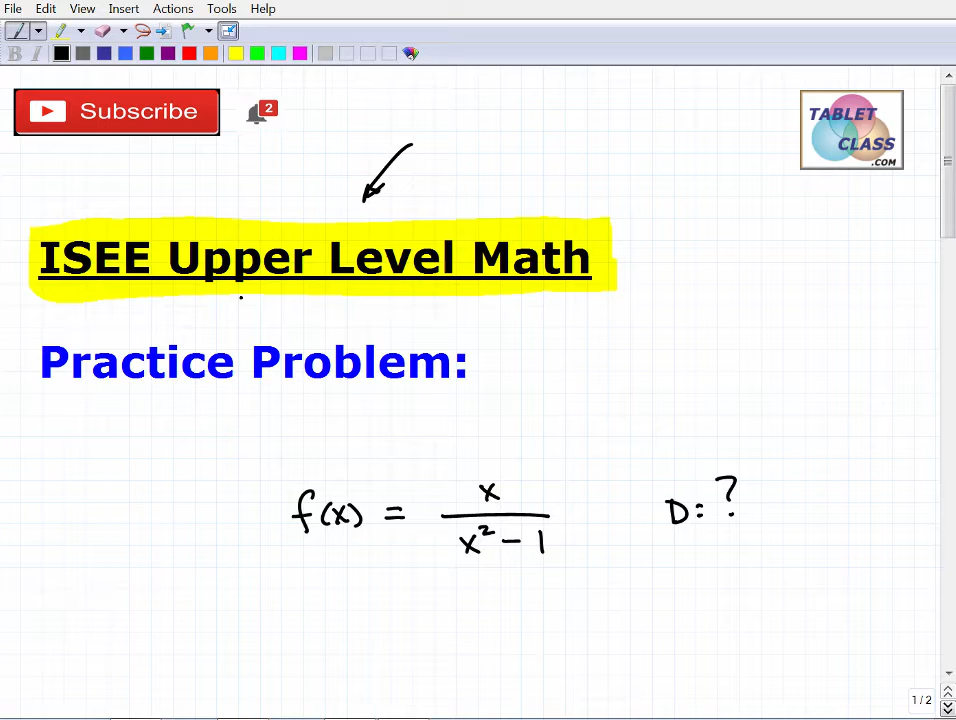 File Edit View Insert Actions Tools Help
B I
Subscribe
2
TABLET
CLASS
.COM
ISEE Upper Level Math
Practice Problem:
f(x) = x / x² - 1 D: ?
1 / 2